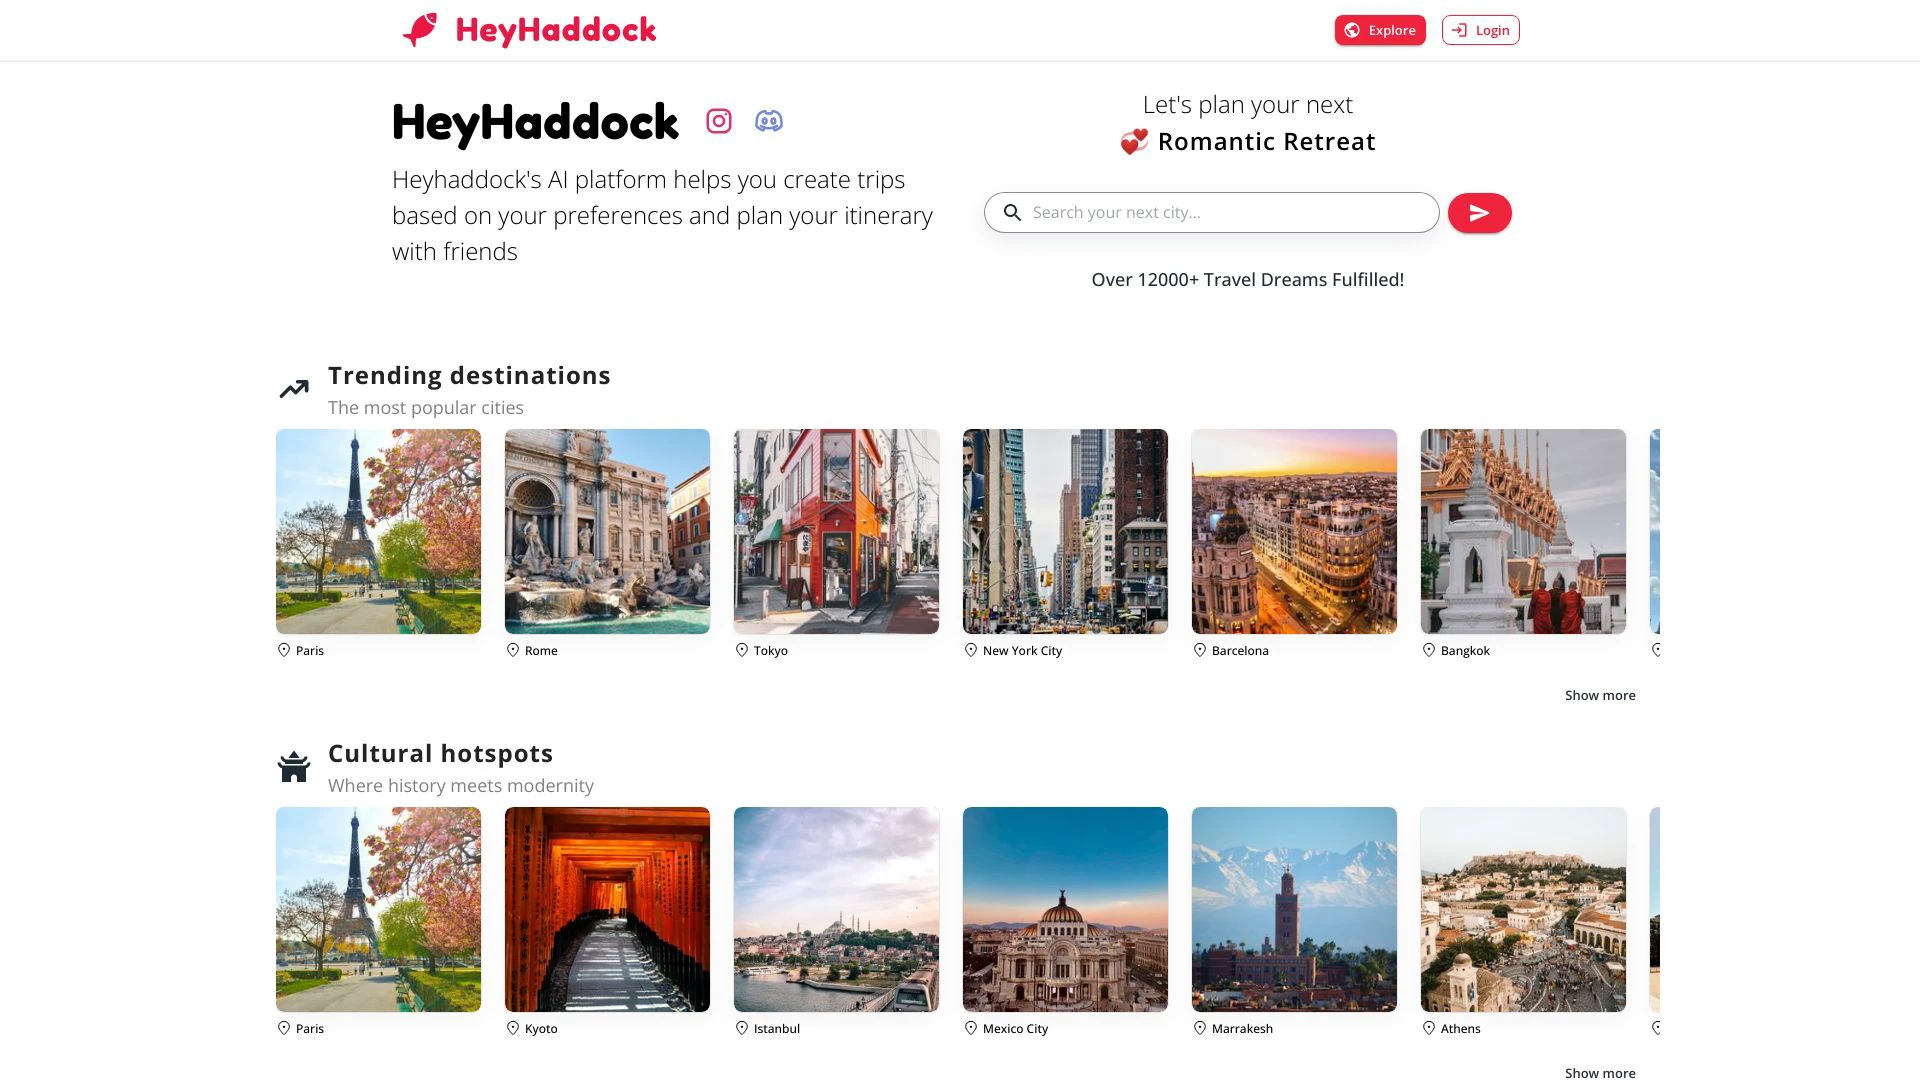 HeyHaddock
Explore
Login
HeyHaddock
Heyhaddock's AI platform helps you create trips
based on your preferences and plan your itinerary
with friends
Let's plan your next
💞 Romantic Retreat
Search your next city...
Over 12000+ Travel Dreams Fulfilled!
Trending destinations
The most popular cities
Paris
Rome
Tokyo
New York City
Barcelona
Bangkok
Show more
Cultural hotspots
Where history meets modernity
Paris
Kyoto
Istanbul
Mexico City
Marrakesh
Athens
Show more